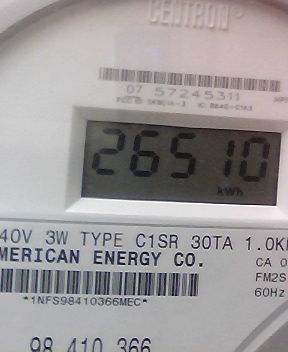 CENTRON®
07 57245311
26510
kWh
40V 3W TYPE C1SR 30TA 1.0K
MERICAN ENERGY CO.
CA 0
FM2S
60Hz
*1NFS98410366MEC*
98 410 366